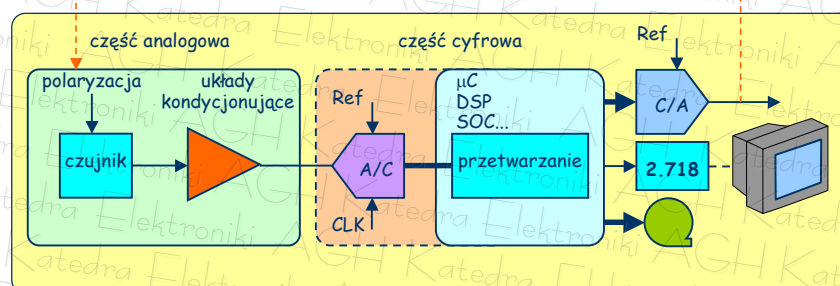 część analogowa
część cyfrowa
Ref
polaryzacja
układy
kondycjonujące
czujnik
Ref
A/C
CLK
µC
DSP
SOC...
przetwarzanie
C/A
2.718
AGH Katedra Elektroniki